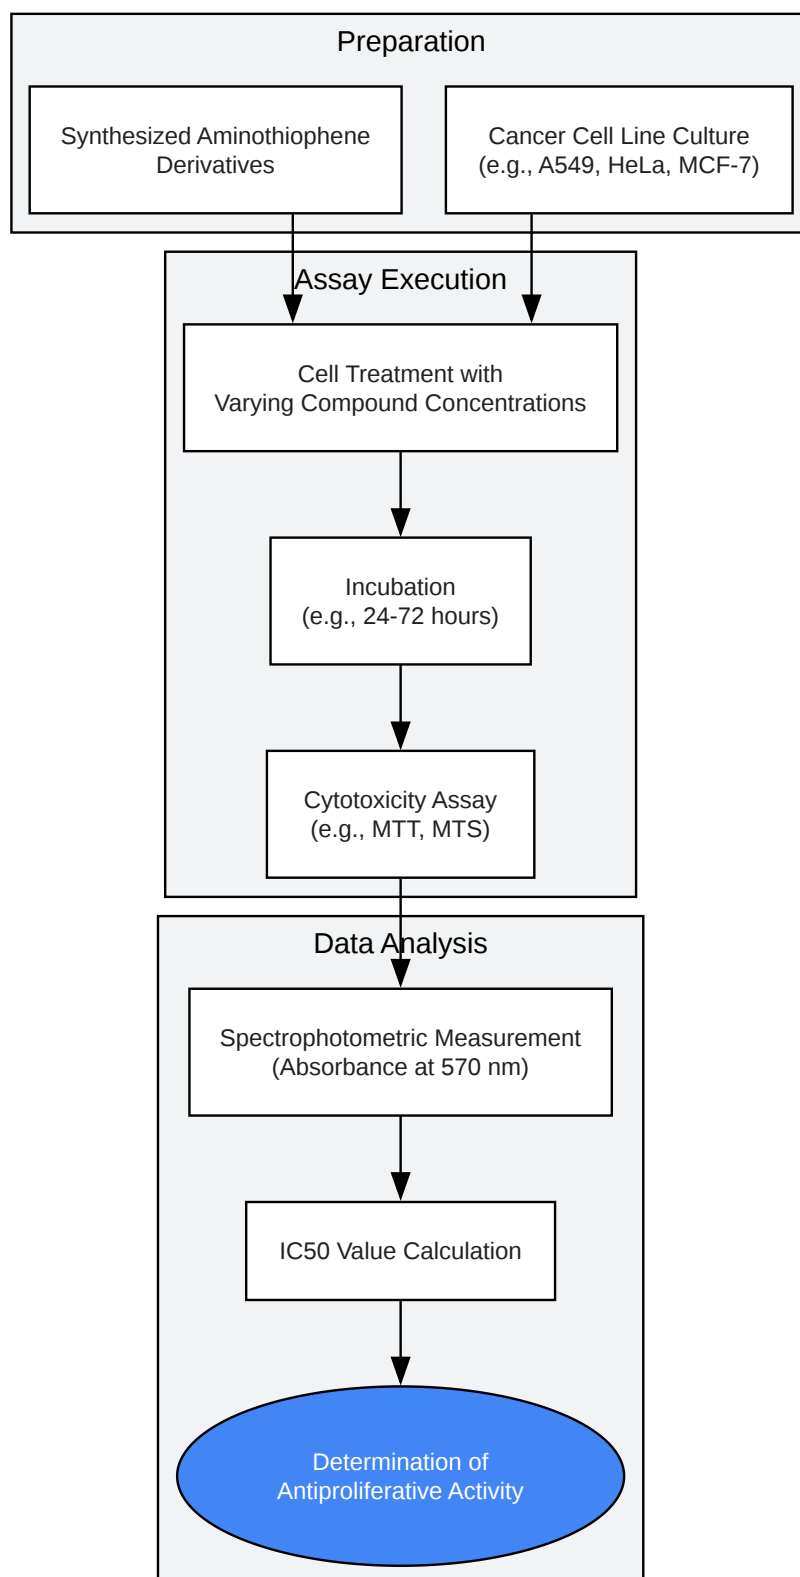 Preparation
Synthesized Aminothiophene
Derivatives
Cancer Cell Line Culture
(e.g., A549, HeLa, MCF-7)
Assay Execution
Cell Treatment with
Varying Compound Concentrations
Incubation
(e.g., 24-72 hours)
Cytotoxicity Assay
(e.g., MTT, MTS)
Data Analysis
Spectrophotometric Measurement
(Absorbance at 570 nm)
IC50 Value Calculation
Determination of
Antiproliferative Activity